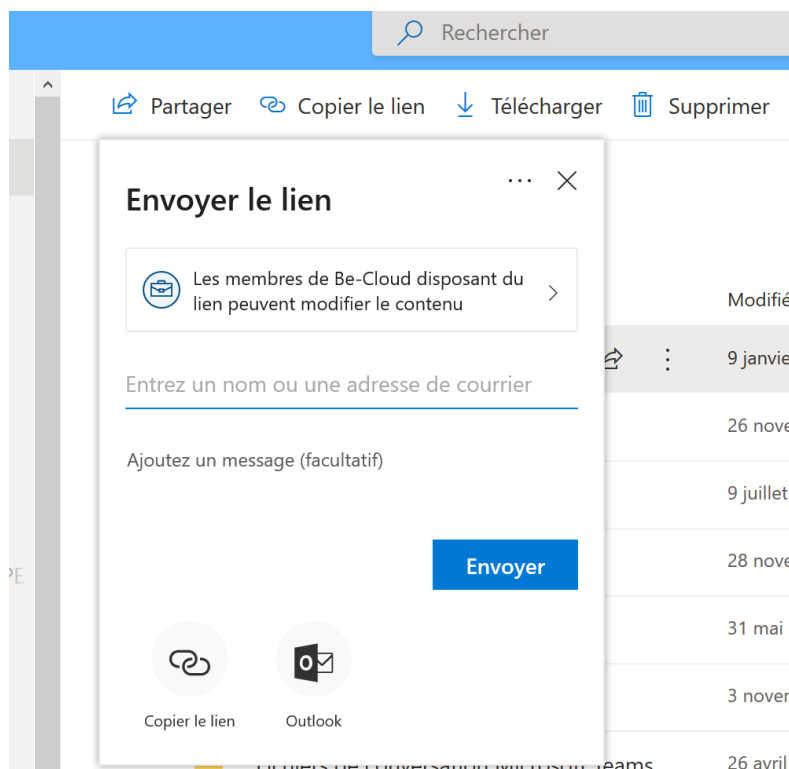 Rechercher
Partager Copier le lien Télécharger Supprimer
Envoyer le lien
Les membres de Be-Cloud disposant du
lien peuvent modifier le contenu
Entrez un nom ou une adresse de courrier
Ajoutez un message (facultatif)
Envoyer
Copier le lien Outlook
Modifié
9 janvie
26 nove
9 juillet
28 nove
31 mai
3 nover
26 avril